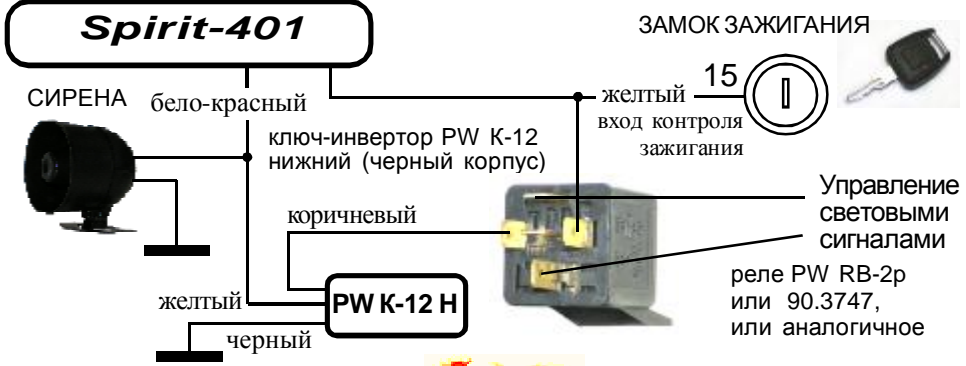 Spirit-401
ЗАМОК ЗАЖИГАНИЯ
СИРЕНА
бело-красный
желтый
15
вход контроля
зажигания
ключ-инвертор PW К-12
нижний (черный корпус)
Управление
световыми
сигналами
коричневый
реле PW RB-2р
или 90.3747,
или аналогичное
желтый
PW К-12 Н
черный